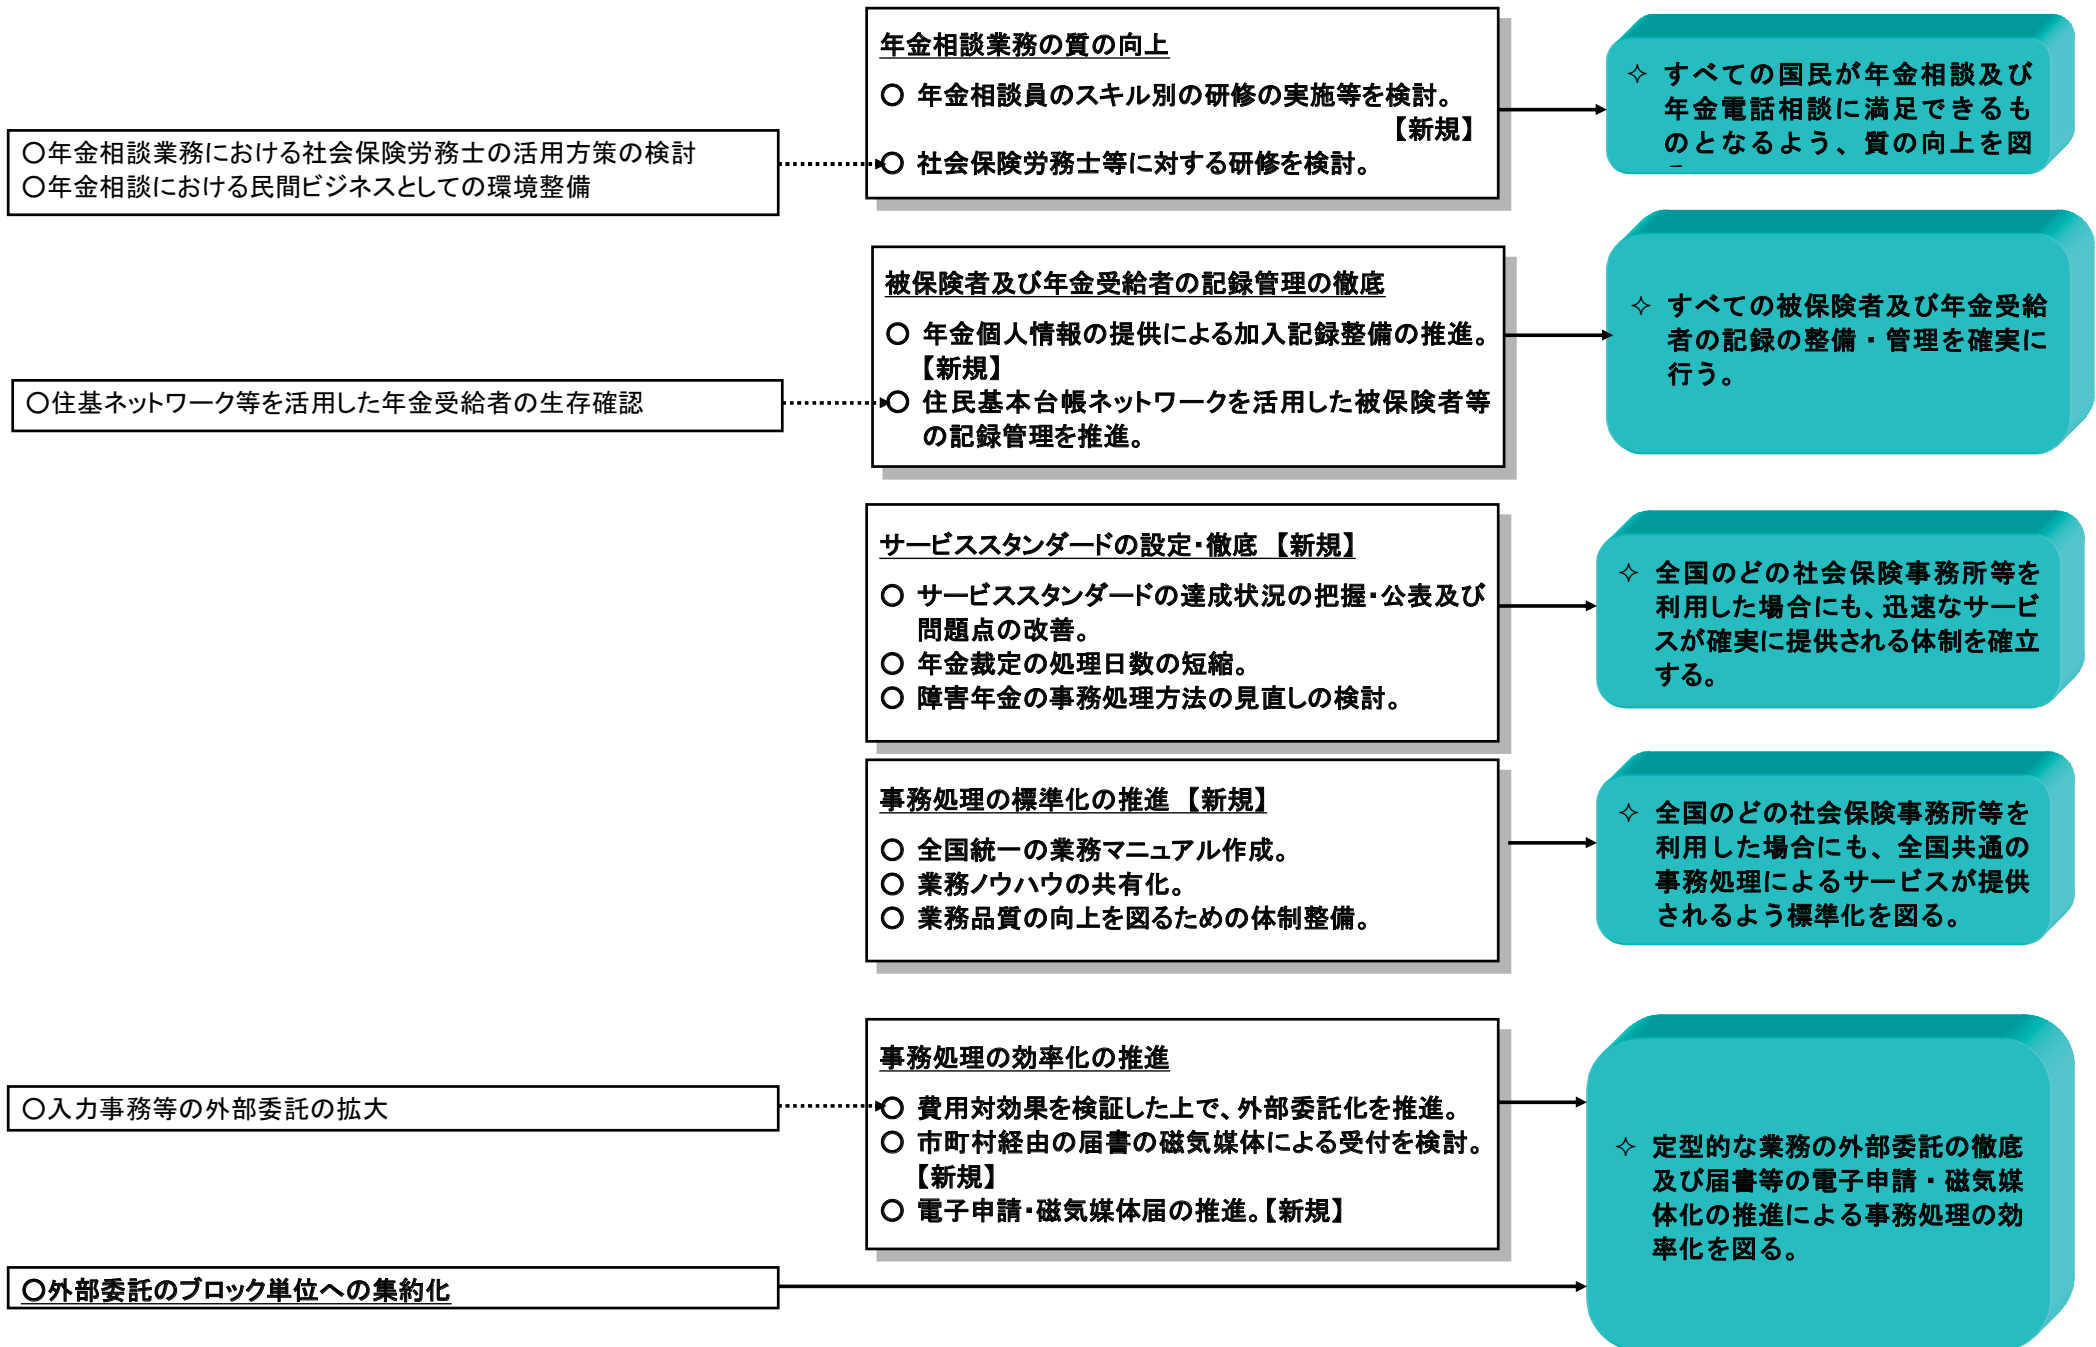 年金相談業務の質の向上
〇 年金相談員のスキル別の研修の実施等を検討。
【新規】
〇 社会保険労務士等に対する研修を検討。
〇年金相談業務における社会保険労務士の活用方策の検討
〇年金相談における民間ビジネスとしての環境整備
✧ すべての国民が年金相談及び
年金電話相談に満足できるも
のとなるよう、質の向上を図
被保険者及び年金受給者の記録管理の徹底
〇 年金個人情報の提供による加入記録整備の推進。
【新規】
〇 住民基本台帳ネットワークを活用した被保険者等
の記録管理を推進。
〇住基ネットワーク等を活用した年金受給者の生存確認
✧ すべての被保険者及び年金受給
者の記録の整備・管理を確実に
行う。
サービススタンダードの設定・徹底 【新規】
〇 サービススタンダードの達成状況の把握・公表及び
問題点の改善。
〇 年金裁定の処理日数の短縮。
〇 障害年金の事務処理方法の見直しの検討。
✧ 全国のどの社会保険事務所等を
利用した場合にも、迅速なサービ
スが確実に提供される体制を確立
する。
事務処理の標準化の推進 【新規】
〇 全国統一の業務マニュアル作成。
〇 業務ノウハウの共有化。
〇 業務品質の向上を図るための体制整備。
✧ 全国のどの社会保険事務所等を
利用した場合にも、全国共通の
事務処理によるサービスが提供
されるよう標準化を図る。
事務処理の効率化の推進
〇 費用対効果を検証した上で、外部委託化を推進。
〇 市町村経由の届書の磁気媒体による受付を検討。
【新規】
〇 電子申請・磁気媒体届の推進。【新規】
〇入力事務等の外部委託の拡大
〇外部委託のブロック単位への集約化
✧ 定型的な業務の外部委託の徹底
及び届書等の電子申請・磁気媒
体化の推進による事務処理の効
率化を図る。